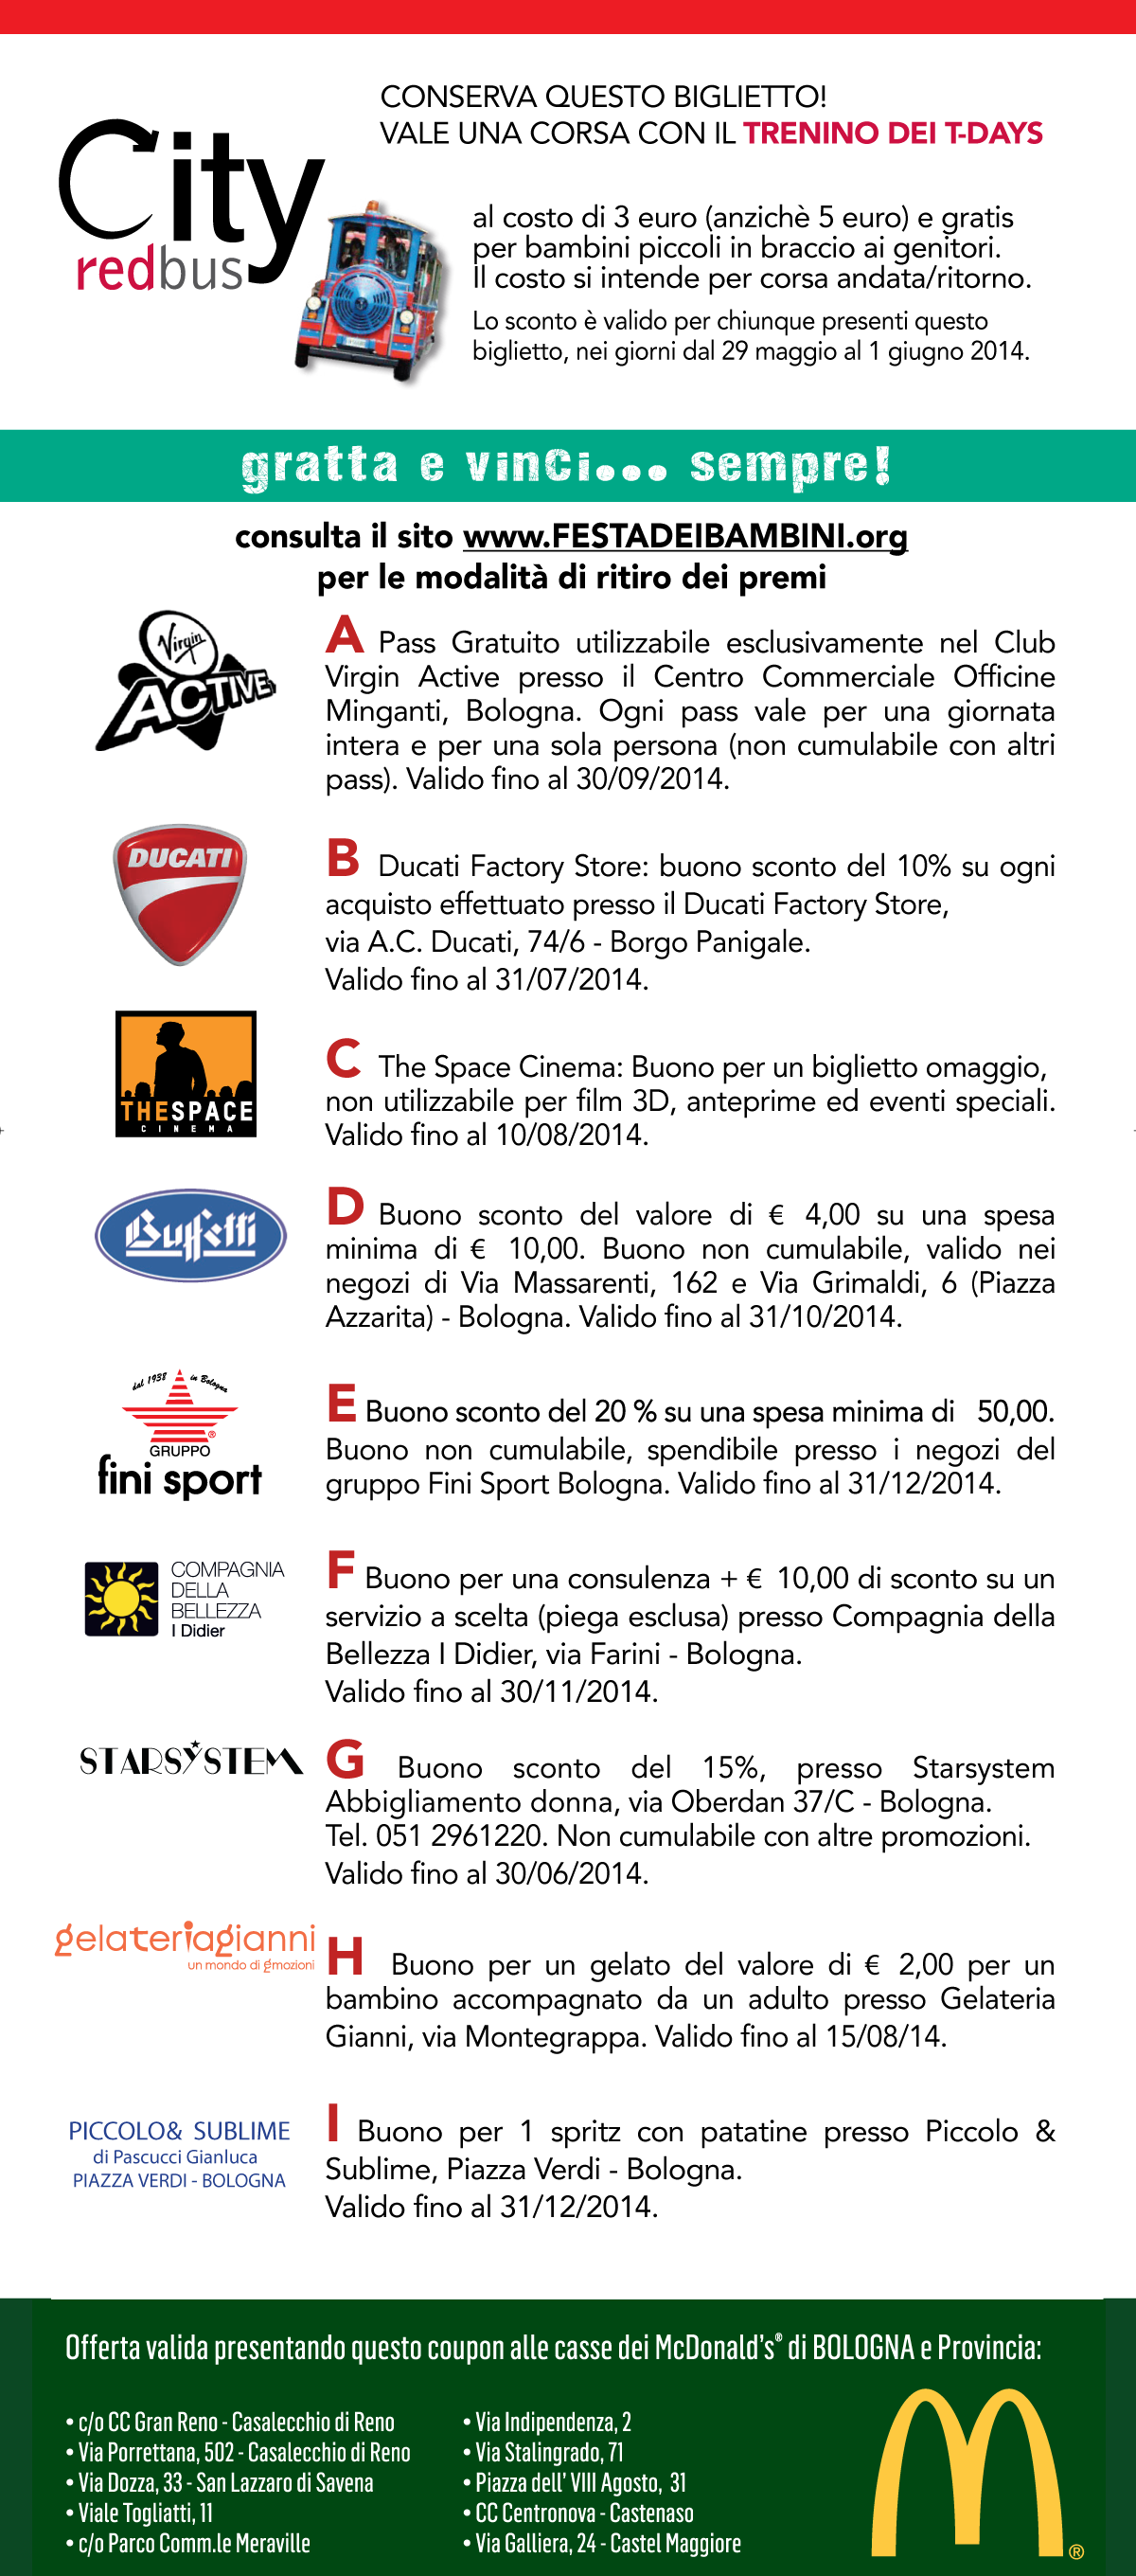 CONSERVA QUESTO BIGLIETTO!
VALE UNA CORSA CON IL TRENINO DEI T-DAYS
City
redbus
al costo di 3 euro (anzichè 5 euro) e gratis
per bambini piccoli in braccio ai genitori.
Il costo si intende per corsa andata/ritorno.
Lo sconto è valido per chiunque presenti questo
biglietto, nei giorni dal 29 maggio al 1 giugno 2014.
gratta e vinci... sempre!
consulta il sito www.FESTADEIBAMBINI.org
per le modalità di ritiro dei premi
Virgin
ACTIVE
A Pass Gratuito utilizzabile esclusivamente nel Club
Virgin Active presso il Centro Commerciale Officine
Minganti, Bologna. Ogni pass vale per una giornata
intera e per una sola persona (non cumulabile con altri
pass). Valido fino al 30/09/2014.
DUCATI
B Ducati Factory Store: buono sconto del 10% su ogni
acquisto effettuato presso il Ducati Factory Store,
via A.C. Ducati, 74/6 - Borgo Panigale.
Valido fino al 31/07/2014.
THESPACE
CINEMA
C The Space Cinema: Buono per un biglietto omaggio,
non utilizzabile per film 3D, anteprime ed eventi speciali.
Valido fino al 10/08/2014.
Buffetti
D Buono sconto del valore di € 4,00 su una spesa
minima di € 10,00. Buono non cumulabile, valido nei
negozi di Via Massarenti, 162 e Via Grimaldi, 6 (Piazza
Azzarita) - Bologna. Valido fino al 31/10/2014.
dal 1938 in Bologna
GRUPPO
fini sport
E Buono sconto del 20 % su una spesa minima di 50,00.
Buono non cumulabile, spendibile presso i negozi del
gruppo Fini Sport Bologna. Valido fino al 31/12/2014.
COMPAGNIA
DELLA
BELLEZZA
I Didier
F Buono per una consulenza + € 10,00 di sconto su un
servizio a scelta (piega esclusa) presso Compagnia della
Bellezza I Didier, via Farini - Bologna.
Valido fino al 30/11/2014.
STARSYSTEM
G Buono sconto del 15%, presso Starsystem
Abbigliamento donna, via Oberdan 37/C - Bologna.
Tel. 051 2961220. Non cumulabile con altre promozioni.
Valido fino al 30/06/2014.
gelateriagianni
un mondo di emozioni
H Buono per un gelato del valore di € 2,00 per un
bambino accompagnato da un adulto presso Gelateria
Gianni, via Montegrappa. Valido fino al 15/08/14.
PICCOLO& SUBLIME
di Pascucci Gianluca
PIAZZA VERDI - BOLOGNA
I Buono per 1 spritz con patatine presso Piccolo &
Sublime, Piazza Verdi - Bologna.
Valido fino al 31/12/2014.
Offerta valida presentando questo coupon alle casse dei McDonald's® di BOLOGNA e Provincia:
• c/o CC Gran Reno - Casalecchio di Reno
• Via Porrettana, 502 - Casalecchio di Reno
• Via Dozza, 33 - San Lazzaro di Savena
• Viale Togliatti, 11
• c/o Parco Comm.le Meraville
• Via Indipendenza, 2
• Via Stalingrado, 71
• Piazza dell' VIII Agosto, 31
• CC Centronova - Castenaso
• Via Galliera, 24 - Castel Maggiore
M®